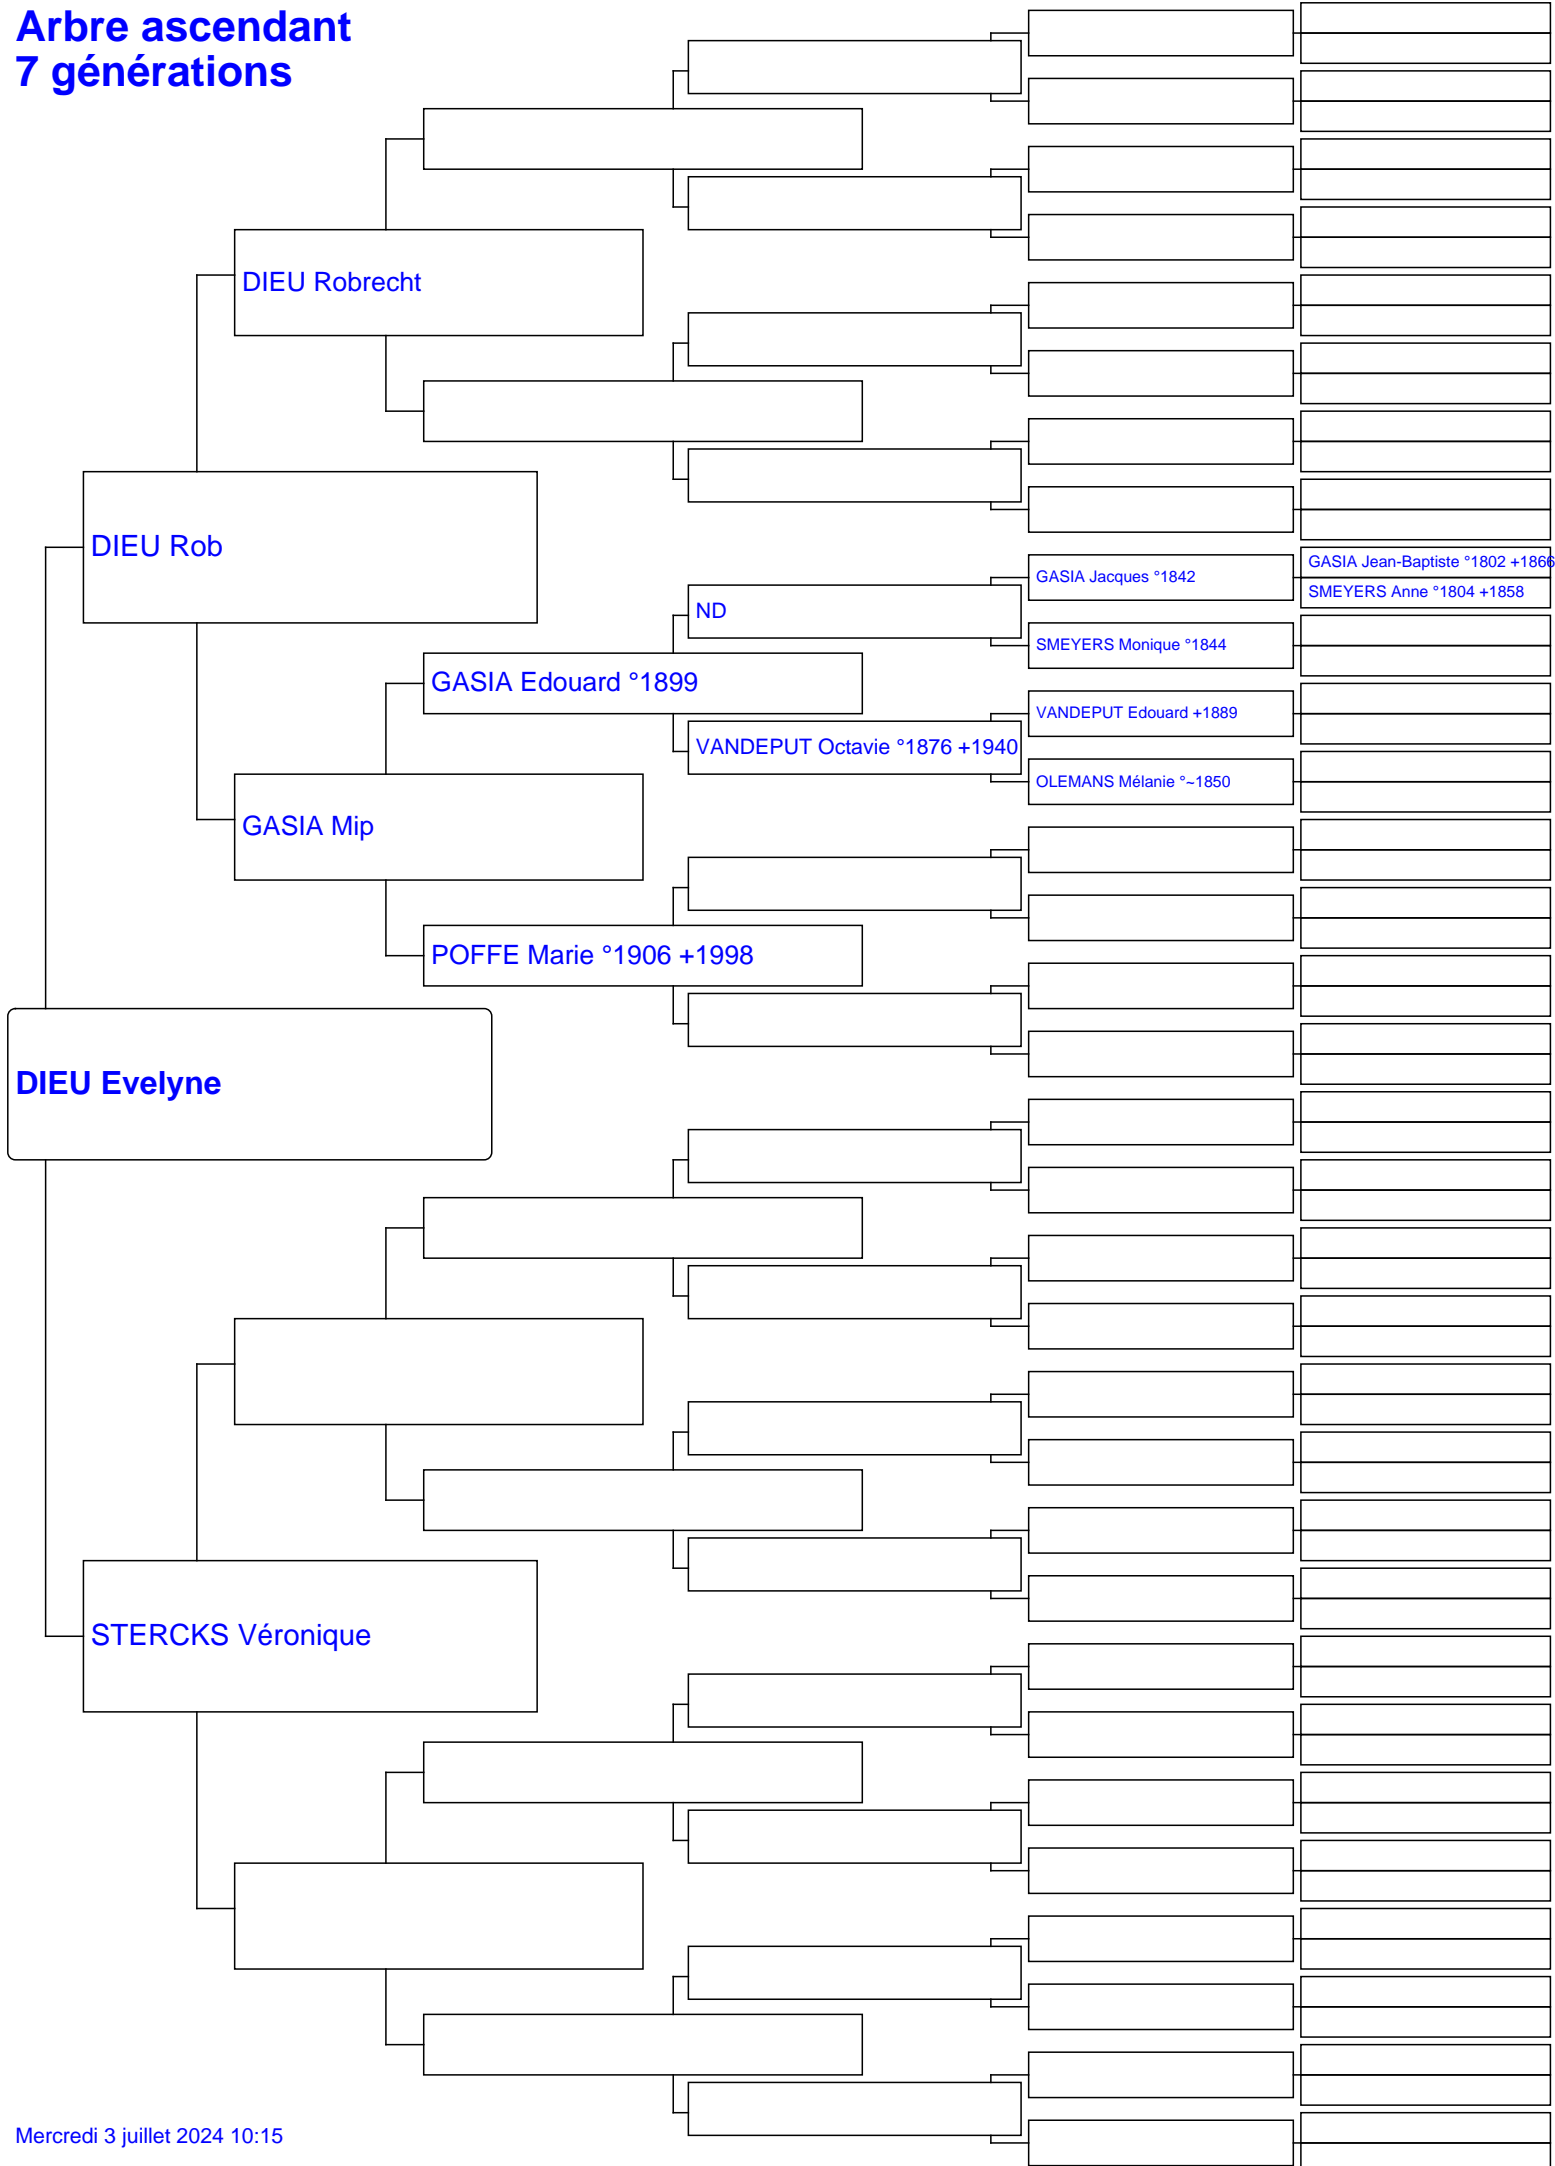 Arbre ascendant
7 générations
DIEU Robrecht
DIEU Rob
GASIA Jean-Baptiste °1802 +1866
GASIA Jacques °1842
SMEYERS Anne °1804 +1858
ND
SMEYERS Monique °1844
GASIA Edouard °1899
VANDEPUT Edouard +1889
VANDEPUT Octavie °1876 +1940
OLEMANS Mélanie °~1850
GASIA Mip
POFFE Marie °1906 +1998
DIEU Evelyne
STERCKS Véronique
Mercredi 3 juillet 2024 10:15